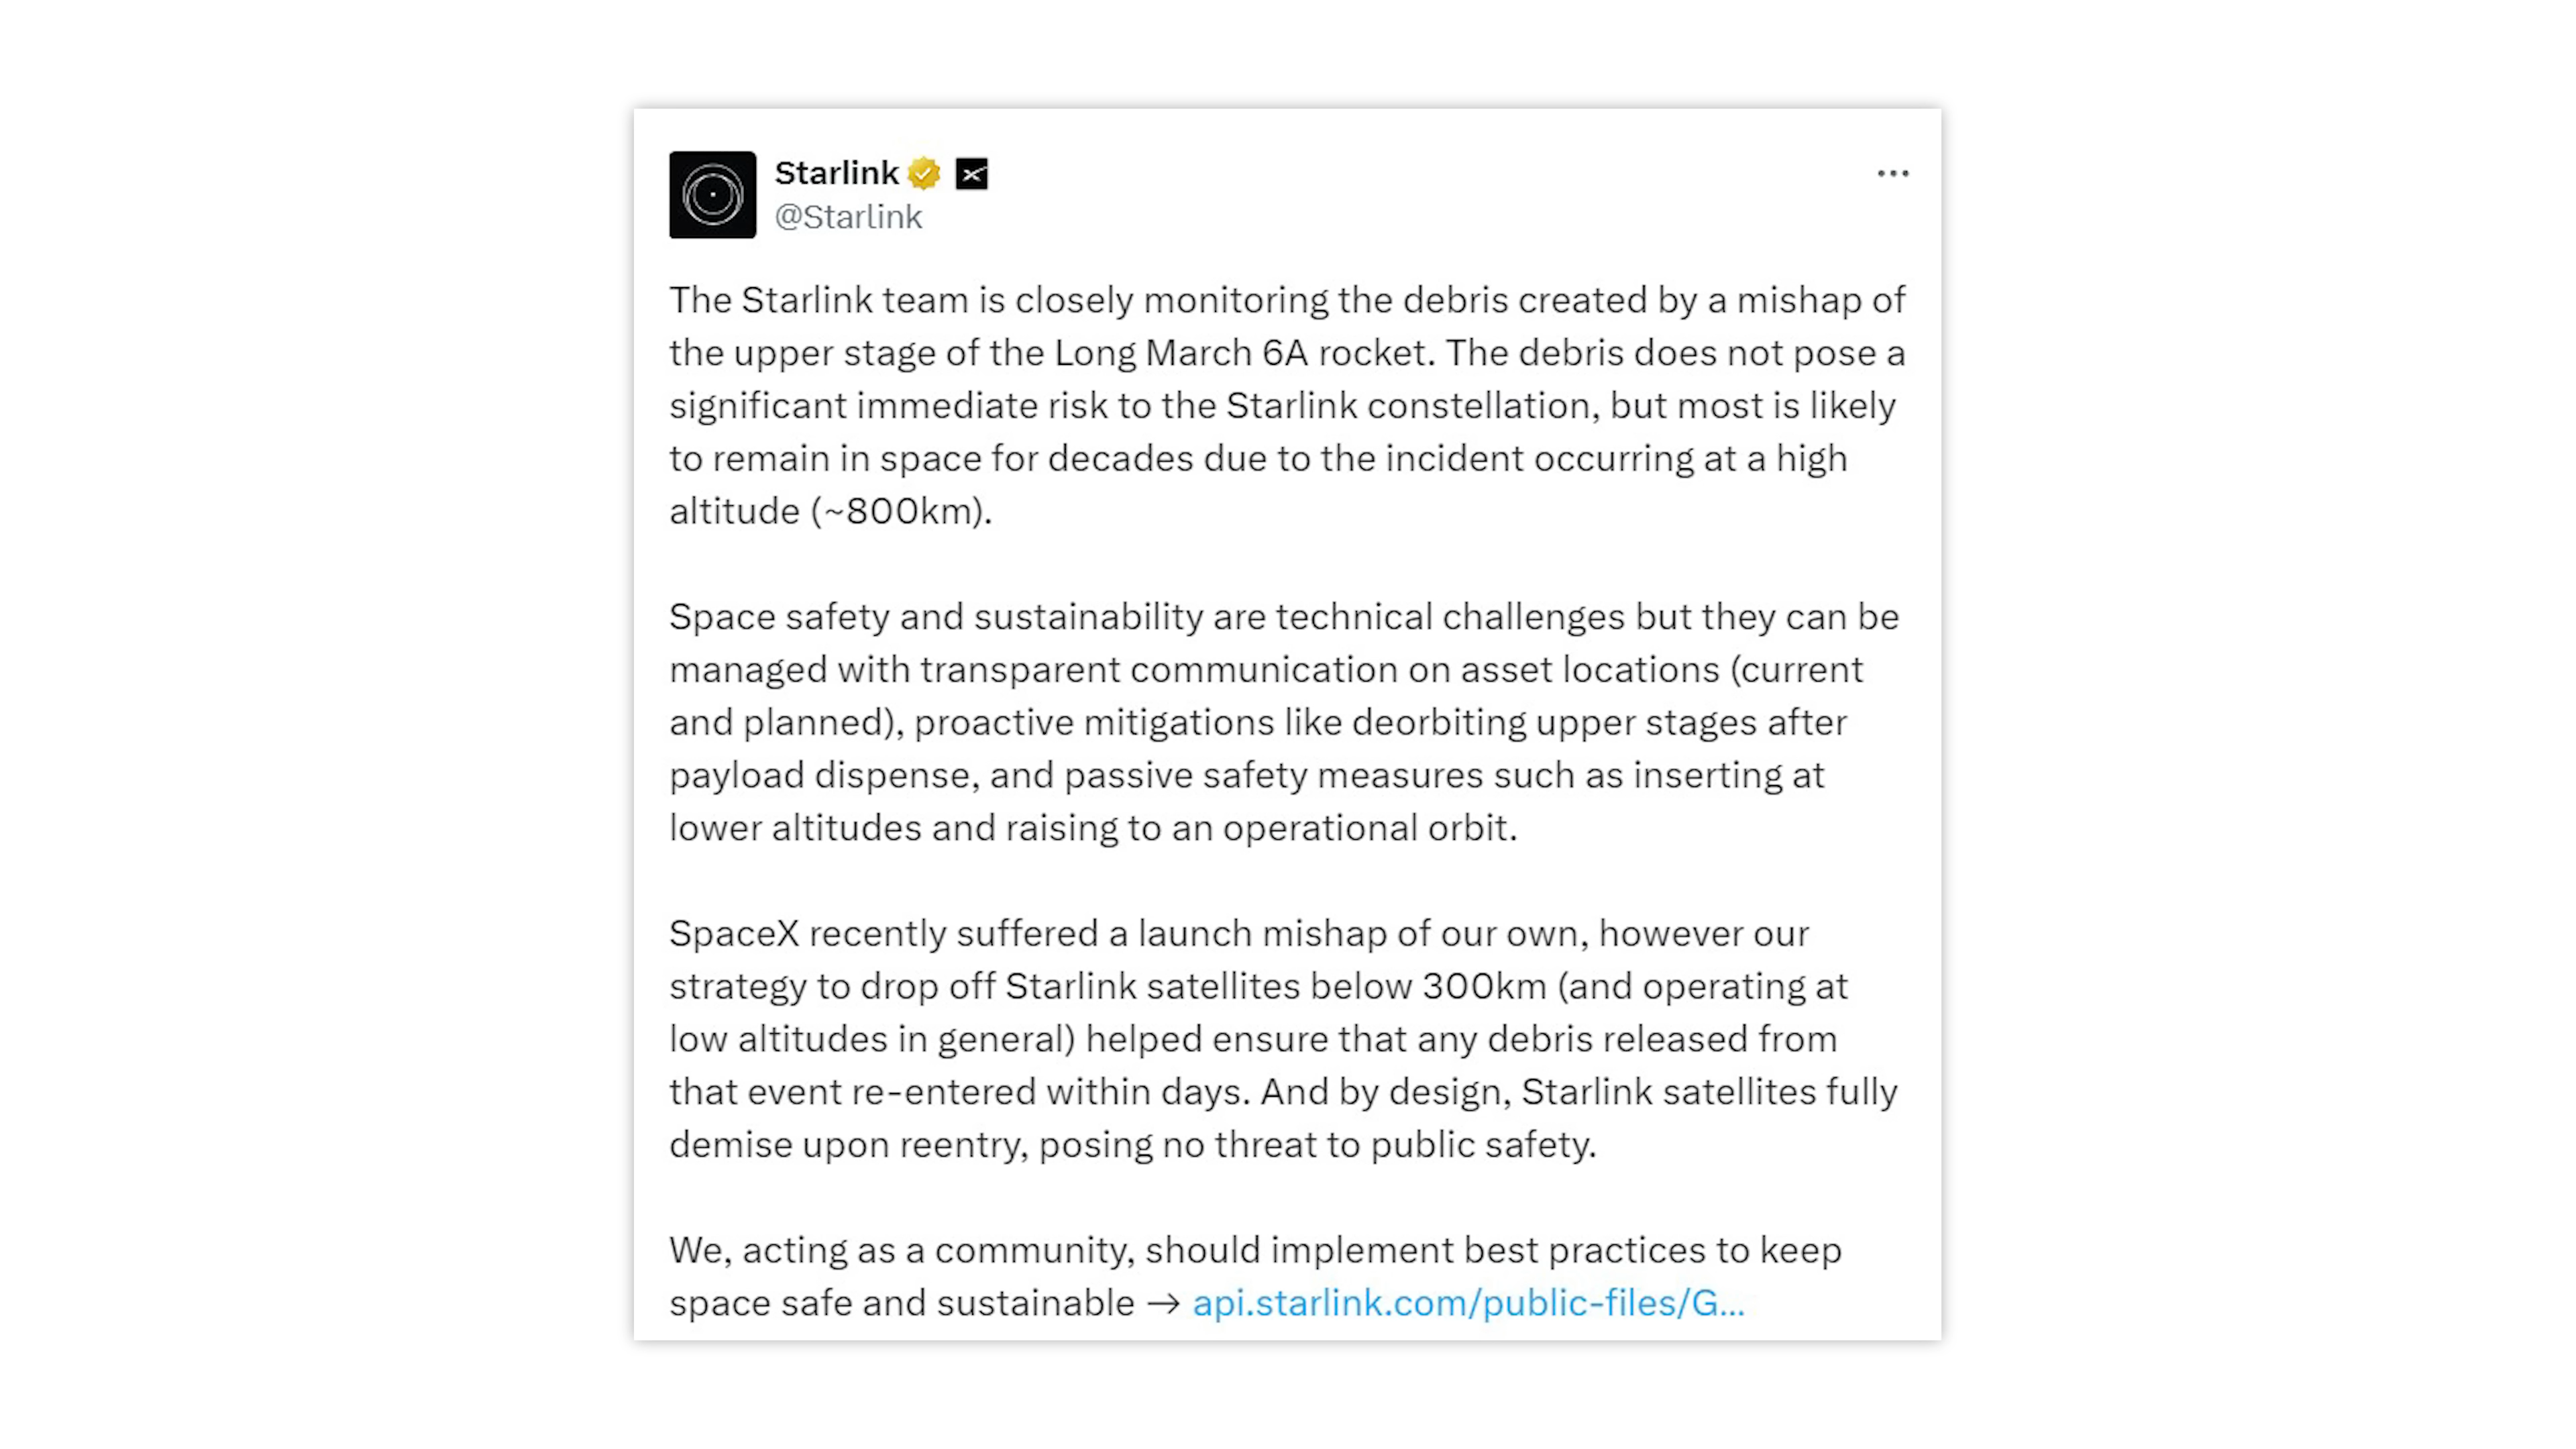 Starlink
@Starlink
The Starlink team is closely monitoring the debris created by a mishap of
the upper stage of the Long March 6A rocket. The debris does not pose a
significant immediate risk to the Starlink constellation, but most is likely
to remain in space for decades due to the incident occurring at a high
altitude (~800km).
Space safety and sustainability are technical challenges but they can be
managed with transparent communication on asset locations (current
and planned), proactive mitigations like deorbiting upper stages after
payload dispense, and passive safety measures such as inserting at
lower altitudes and raising to an operational orbit.
SpaceX recently suffered a launch mishap of our own, however our
strategy to drop off Starlink satellites below 300km (and operating at
low altitudes in general) helped ensure that any debris released from
that event re-entered within days. And by design, Starlink satellites fully
demise upon reentry, posing no threat to public safety.
We, acting as a community, should implement best practices to keep
space safe and sustainable → api.starlink.com/public-files/G...